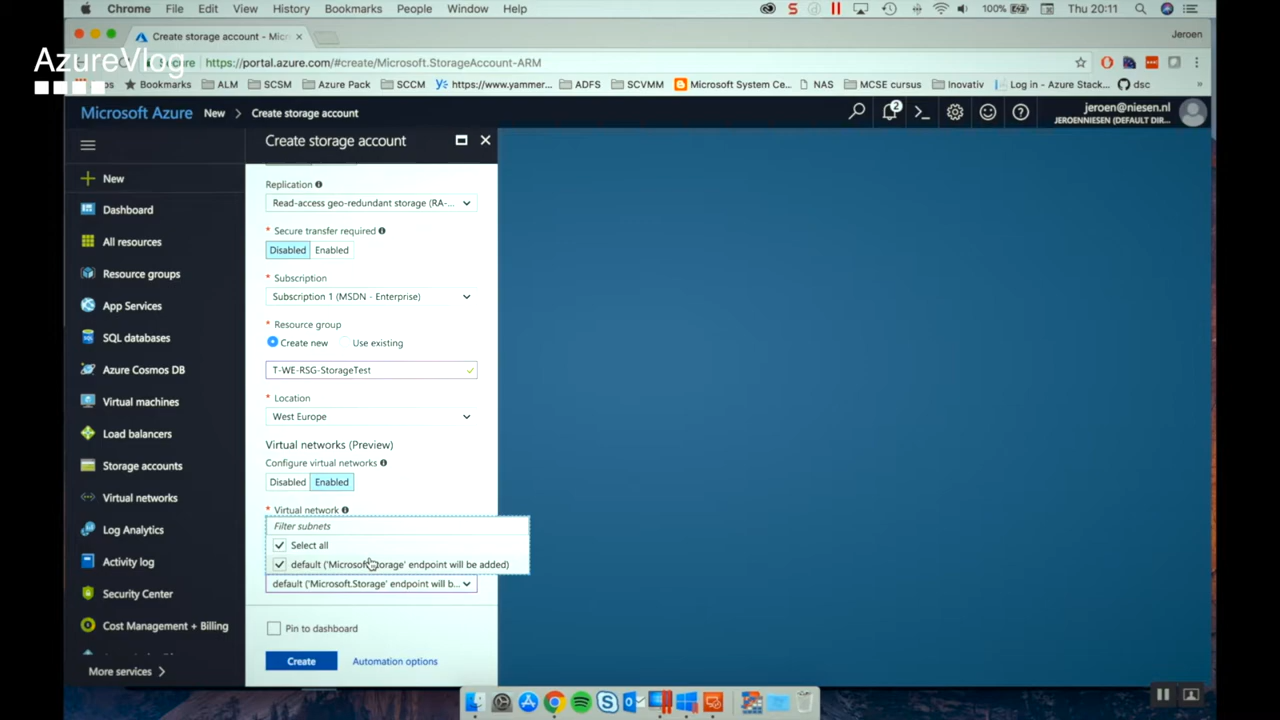 Chrome File Edit View History Bookmarks People Window Help
100% Thu 20:11
Create storage account - Micr
Jeroen
AzureVlog
Secure https://portal.azure.com/#create/Microsoft.StorageAccount-ARM
Bookmarks ALM SCSM Azure Pack SCCM https://www.yammer... ADFS SCVMM Microsoft System Ce... NAS MCSE cursus Inovativ Log in - Azure Stack... dsc »
Microsoft Azure New > Create storage account
2
jeroen@niesen.nl
JEROENNIESEN (DEFAULT DIR...
Create storage account
New
Dashboard
All resources
Resource groups
App Services
SQL databases
Azure Cosmos DB
Virtual machines
Load balancers
Storage accounts
Virtual networks
Log Analytics
Activity log
Security Center
Cost Management + Billing
More services >
Replication
Read-access geo-redundant storage (RA-...
* Secure transfer required
Disabled Enabled
* Subscription
Subscription 1 (MSDN - Enterprise)
* Resource group
Create new Use existing
T-WE-RSG-StorageTest
* Location
West Europe
Virtual networks (Preview)
Configure virtual networks
Disabled Enabled
* Virtual network
Filter subnets
Select all
default ('Microsoft.Storage' endpoint will be added)
default ('Microsoft.Storage' endpoint will b...
Pin to dashboard
Create Automation options